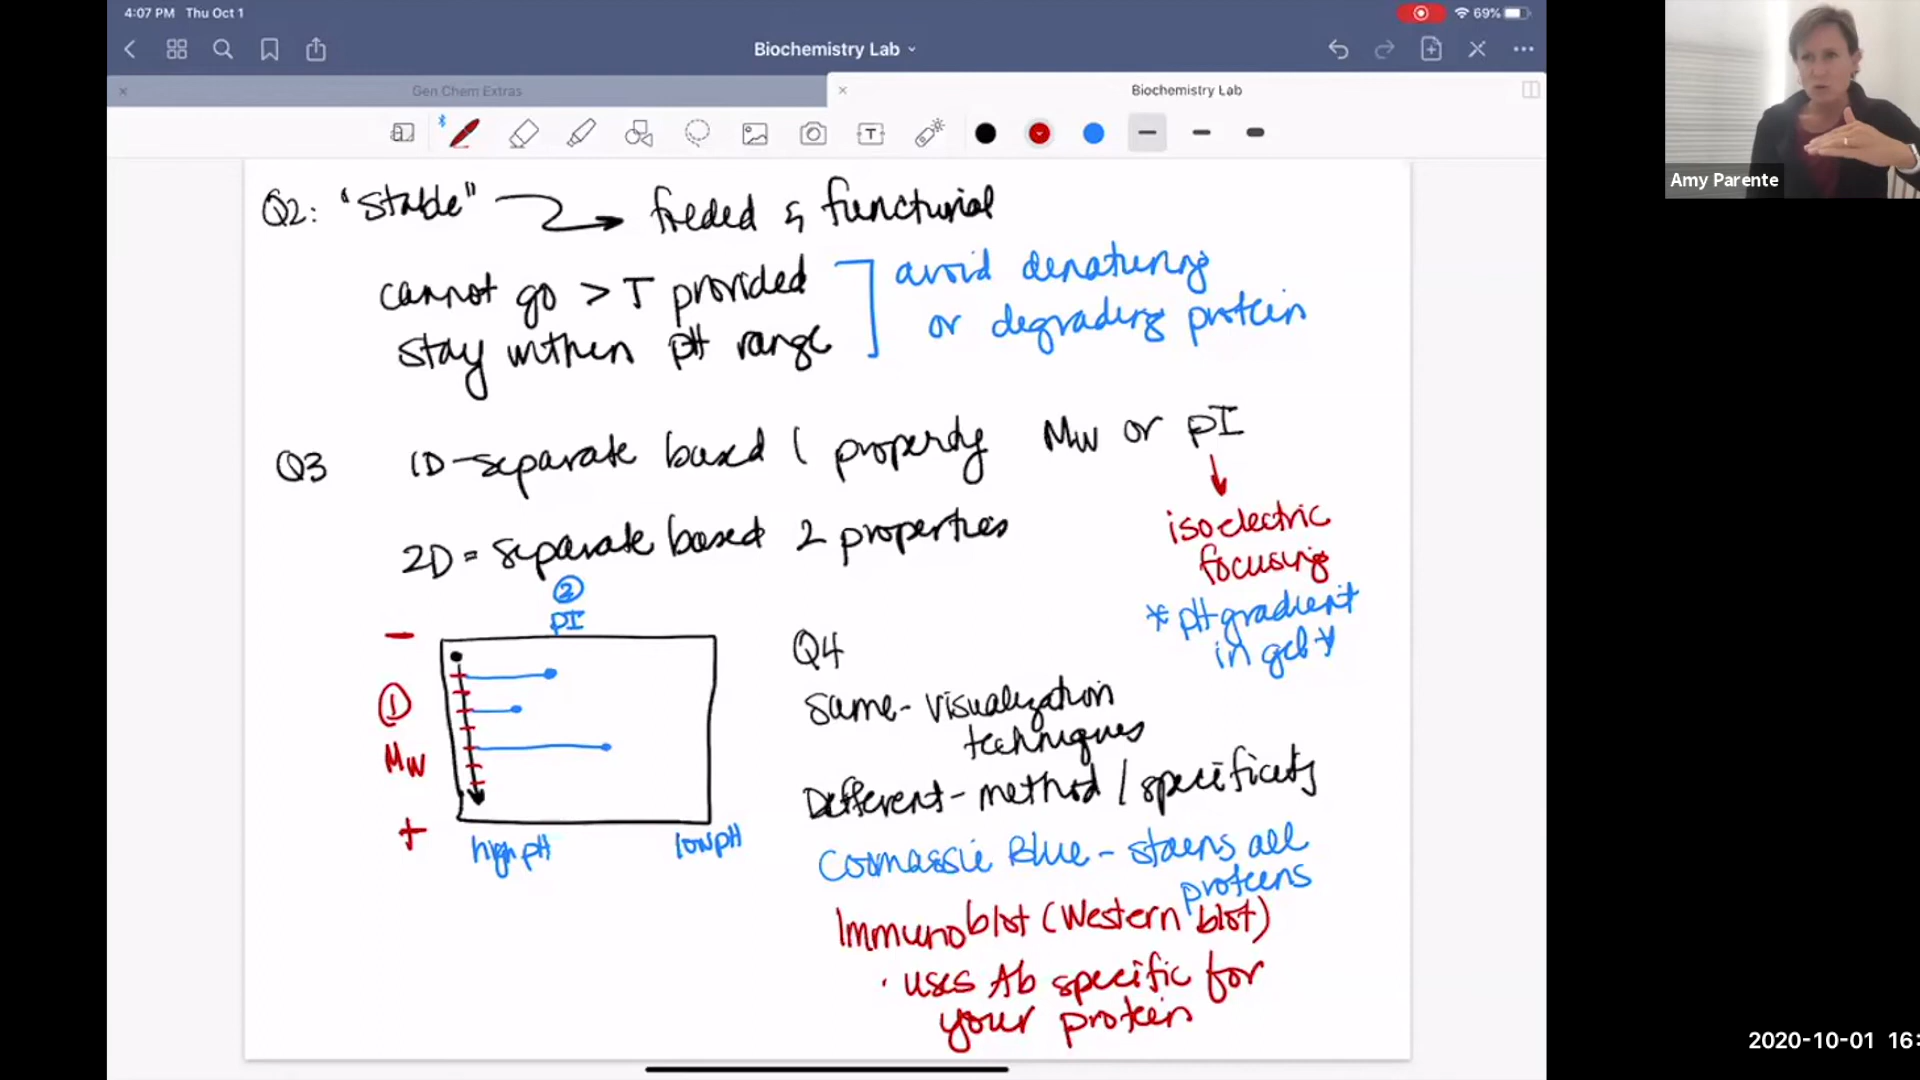 4:07 PM Thu Oct 1
69%
Biochemistry Lab
Gen Chem Extras
Biochemistry Lab
T
Amy Parente
Q2: "stable" folded & functional
cannot go > T provided
stay within pH range
avoid denaturing
or degrading protein
Q3 1D-separate based 1 property MW or pI
isoelectric
focusing
*pH gradient
in gel*
2D = separate based 2 properties
2
pI
-
1
MW
+
high pH
low pH
Q4
Same- visualization
techniques
Different- method / specificity
Coomassie Blue - stains all
proteins
Immunoblot (Western blot)
· uses Ab specific for
your protein
2020-10-01 16: